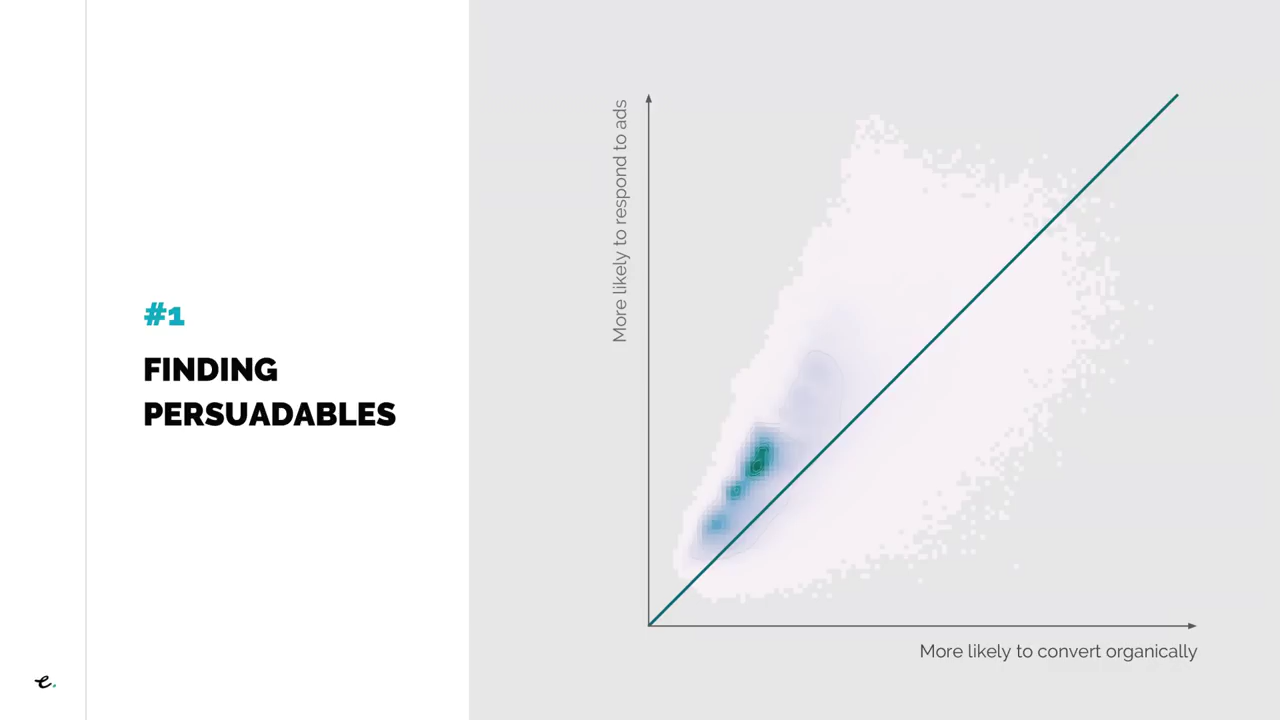 #1
FINDING
PERSUADABLES
More likely to respond to ads
More likely to convert organically
e.